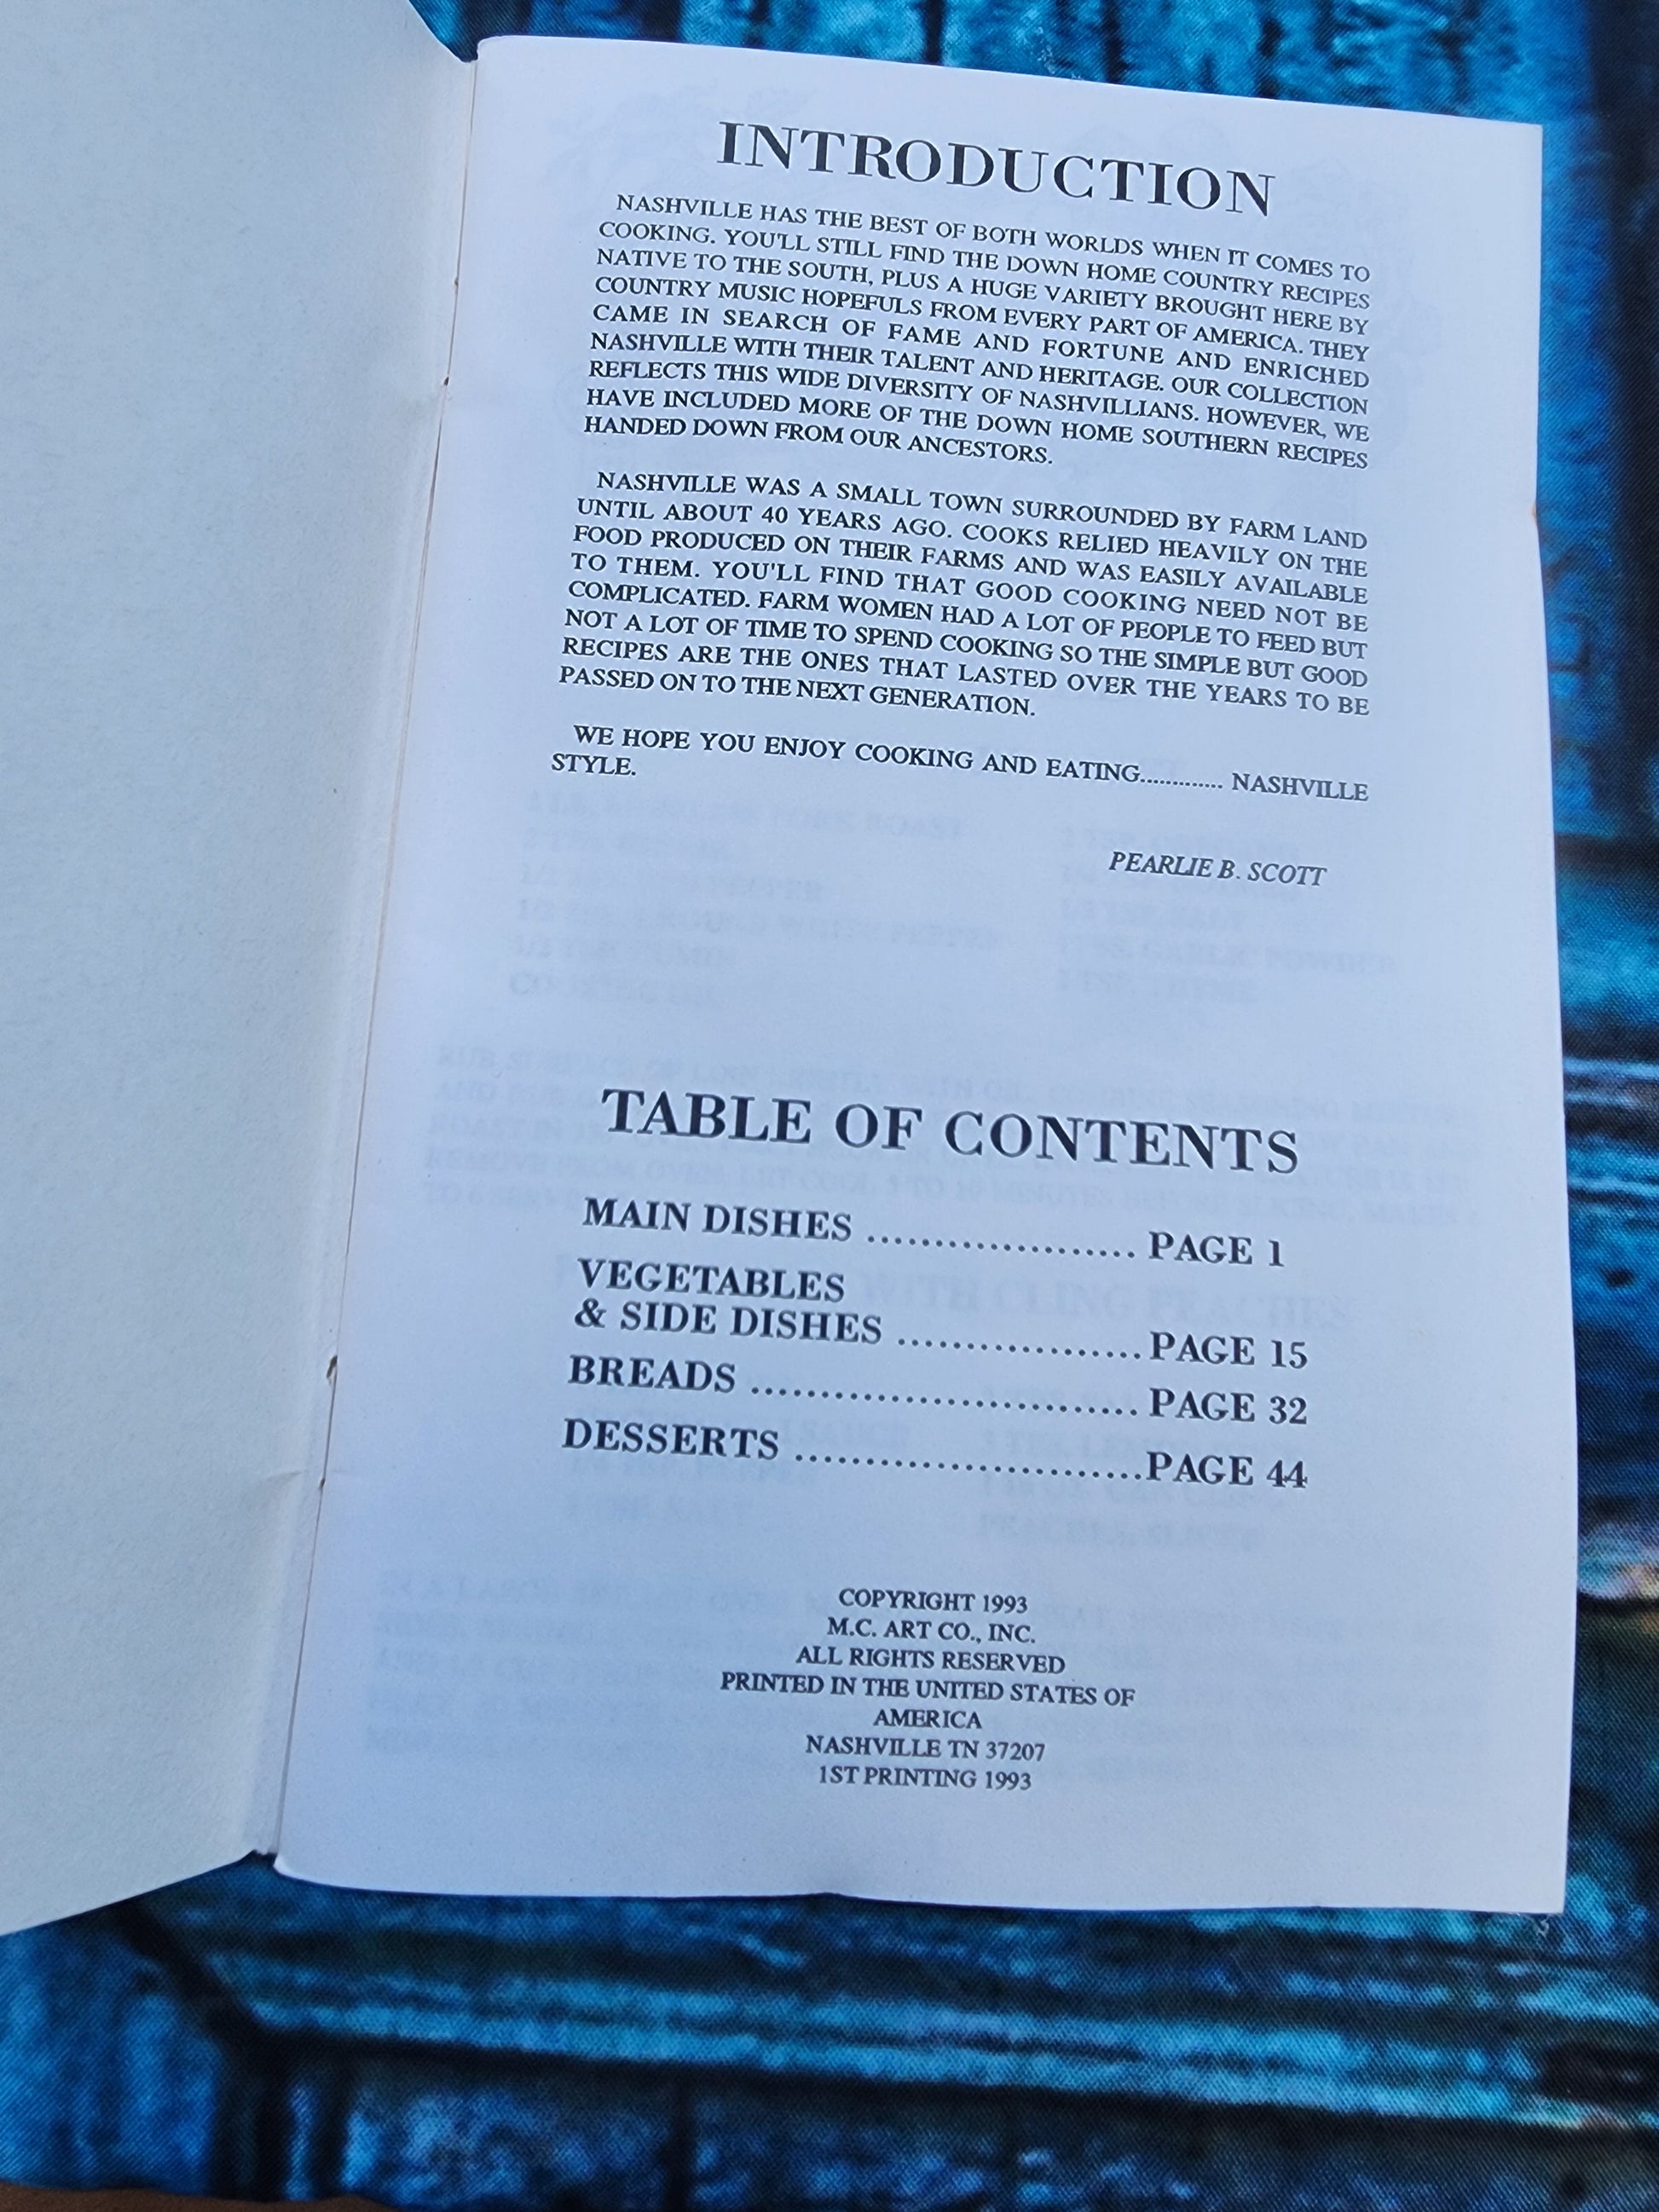 INTRODUCTION
NASHVILLE HAS THE BEST OF BOTH WORLDS WHEN IT COMES TO
COOKING. YOU'LL STILL FIND THE DOWN HOME COUNTRY RECIPES
NATIVE TO THE SOUTH, PLUS A HUGE VARIETY BROUGHT HERE BY
COUNTRY MUSIC HOPEFULS FROM EVERY PART OF AMERICA. THEY
CAME IN SEARCH OF FAME AND FORTUNE AND ENRICHED
NASHVILLE WITH THEIR TALENT AND HERITAGE. OUR COLLECTION
REFLECTS THIS WIDE DIVERSITY OF NASHVILLIANS. HOWEVER, WE
HAVE INCLUDED MORE OF THE DOWN HOME SOUTHERN RECIPES
HANDED DOWN FROM OUR ANCESTORS.
NASHVILLE WAS A SMALL TOWN SURROUNDED BY FARM LAND
UNTIL ABOUT 40 YEARS AGO. COOKS RELIED HEAVILY ON THE
FOOD PRODUCED ON THEIR FARMS AND WAS EASILY AVAILABLE
TO THEM. YOU'LL FIND THAT GOOD COOKING NEED NOT BE
COMPLICATED. FARM WOMEN HAD A LOT OF PEOPLE TO FEED BUT
NOT A LOT OF TIME TO SPEND COOKING SO THE SIMPLE BUT GOOD
RECIPES ARE THE ONES THAT LASTED OVER THE YEARS TO BE
PASSED ON TO THE NEXT GENERATION.
WE HOPE YOU ENJOY COOKING AND EATING............ NASHVILLE
STYLE.
PEARLIE B. SCOTT
TABLE OF CONTENTS
MAIN DISHES .................... PAGE 1
VEGETABLES
& SIDE DISHES .................. PAGE 15
BREADS ............................. PAGE 32
DESSERTS ..........................PAGE 44
COPYRIGHT 1993
M.C. ART CO., INC.
ALL RIGHTS RESERVED
PRINTED IN THE UNITED STATES OF
AMERICA
NASHVILLE TN 37207
1ST PRINTING 1993